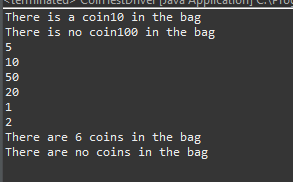 <terminated> CoinTestDriver [Java Application] C:\Pro
There is a coin10 in the bag
There is no coin100 in the bag
5
10
50
20
1
2
There are 6 coins in the bag
There are no coins in the bag